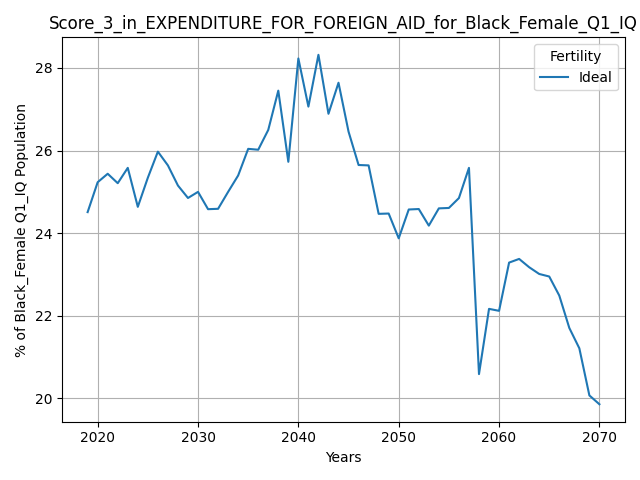 Score_3_in_EXPENDITURE_FOR_FOREIGN_AID_for_Black_Female_Q1_IQ
Fertility
Ideal
% of Black_Female Q1_IQ Population
28
26
24
22
20
2020 2030 2040 2050 2060 2070
Years